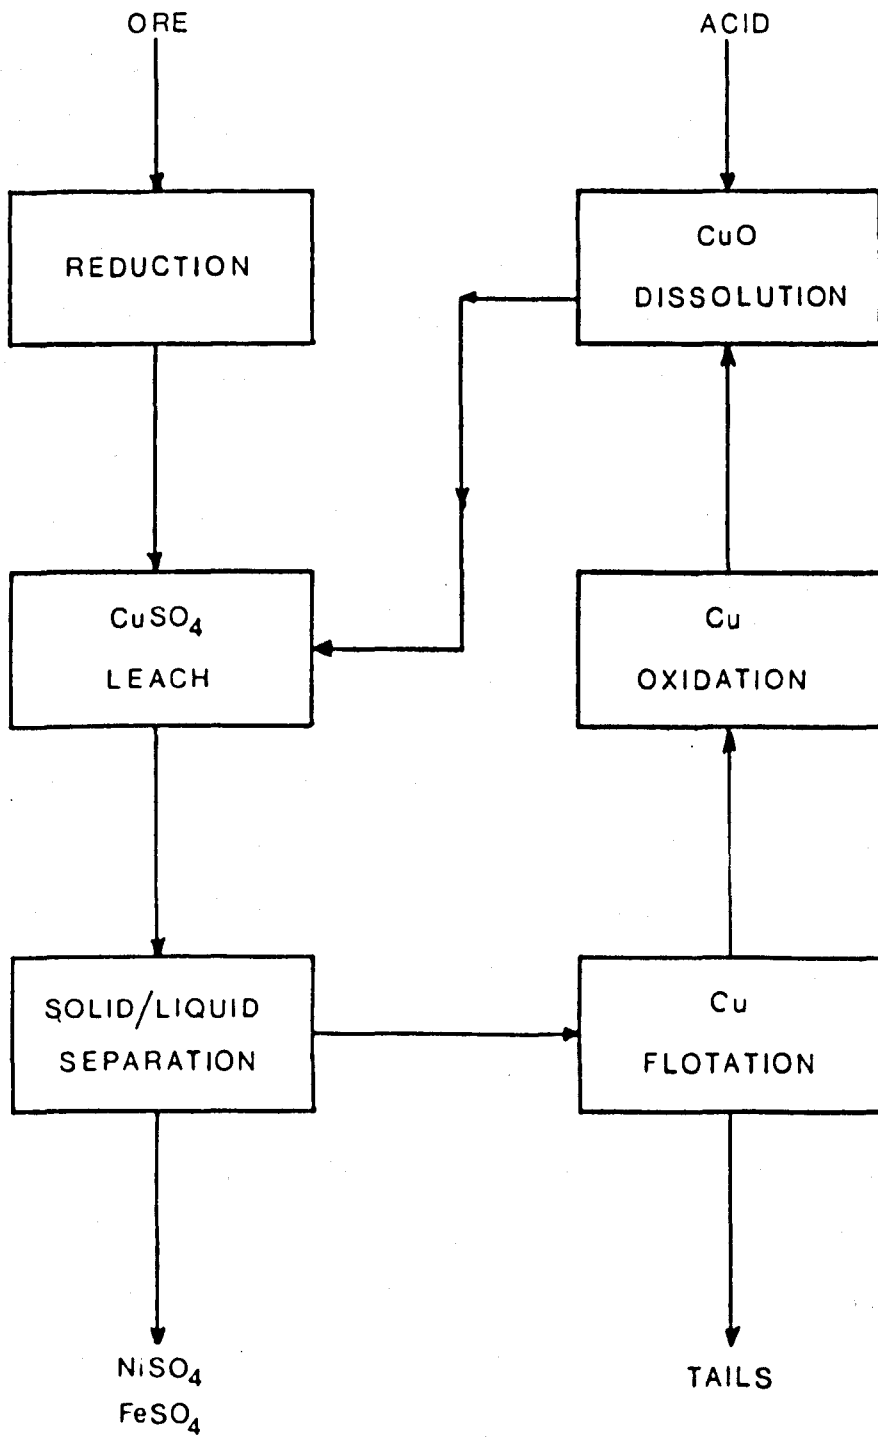 ORE
ACID
REDUCTION
CuO
DISSOLUTION
CuSO₄
LEACH
Cu
OXIDATION
SOLID/LIQUID
SEPARATION
Cu
FLOTATION
NiSO₄
FeSO₄
TAILS